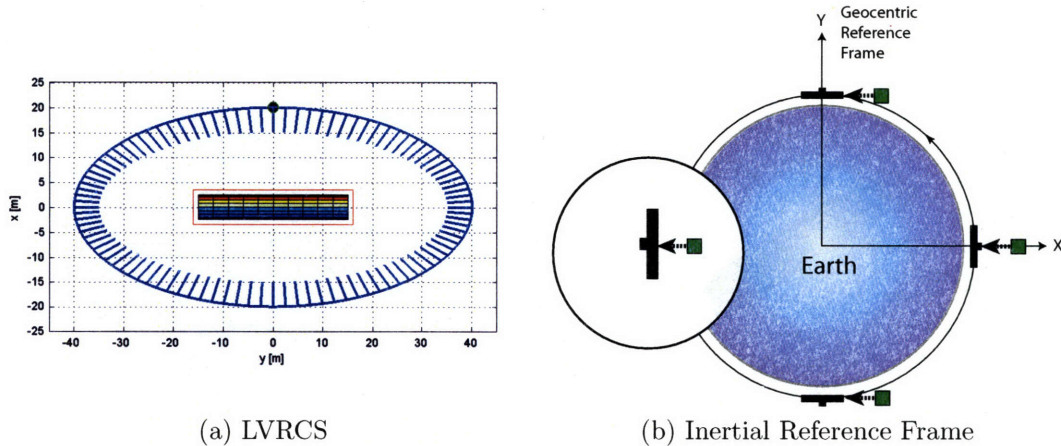 25
20
15
10
5
0
-5
-10
-15
-20
-25
x [m]
-40 -30 -20 -10 0 10 20 30 40
y [m]
(a) LVRCS
Y
Geocentric
Reference
Frame
X
Earth
(b) Inertial Reference Frame